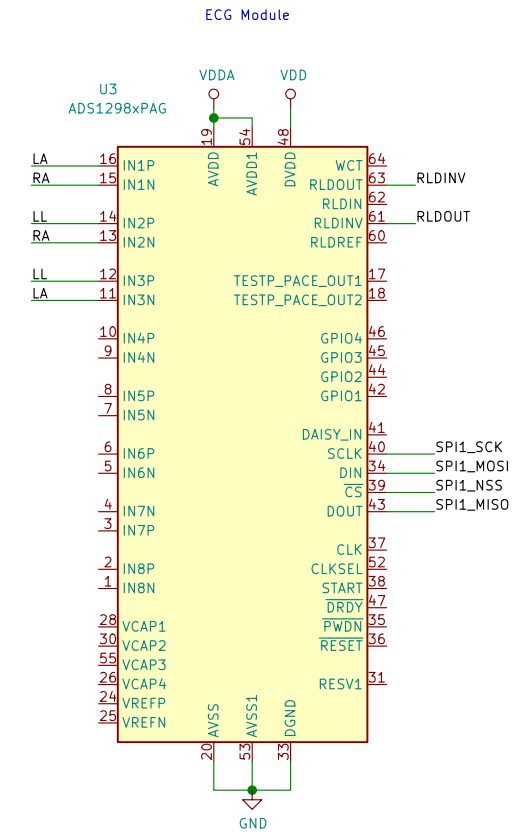 ECG Module
VDDA VDD
U3
ADS1298xPAG
19 54 48
AVDD AVDD1 DVDD
LA 16 IN1P WCT 64
RA 15 IN1N RLDOUT 63 RLDINV
RLDIN 62
LL 14 IN2P RLDINV 61 RLDOUT
RA 13 IN2N RLDREF 60
LL 12 IN3P TESTP_PACE_OUT1 17
LA 11 IN3N TESTP_PACE_OUT2 18
10 IN4P GPIO4 46
9 IN4N GPIO3 45
GPIO2 44
8 IN5P GPIO1 42
7 IN5N
DAISY_IN 41
6 IN6P SCLK 40 SPI1_SCK
5 IN6N DIN 34 SPI1_MOSI
CS 39 SPI1_NSS
4 IN7N DOUT 43 SPI1_MISO
3 IN7P
CLK 37
2 IN8P CLKSEL 52
1 IN8N START 38
DRDY 47
28 VCAP1 PWDN 35
30 VCAP2 RESET 36
55 VCAP3
26 VCAP4 RESV1 31
24 VREFP
25 VREFN
AVSS AVSS1 DGND
20 53 33
GND